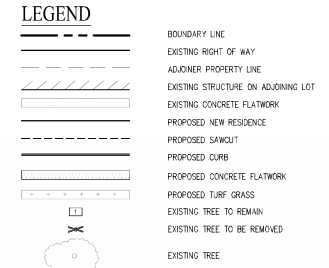 LEGEND
BOUNDARY LINE
EXISTING RIGHT OF WAY
ADJOINER PROPERTY LINE
EXISTING STRUCTURE ON ADJOINING LOT
EXISTING CONCRETE FLATWORK
PROPOSED NEW RESIDENCE
PROPOSED SAWCUT
PROPOSED CURB
PROPOSED CONCRETE FLATWORK
PROPOSED TURF GRASS
EXISTING TREE TO REMAIN
EXISTING TREE TO BE REMOVED
EXISTING TREE